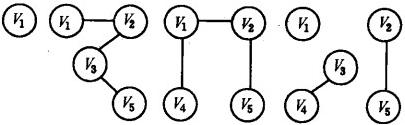 V₁ V₁ V₂ V₁ V₂ V₁ V₂
V₃ V₃
V₅ V₄ V₅ V₄ V₅